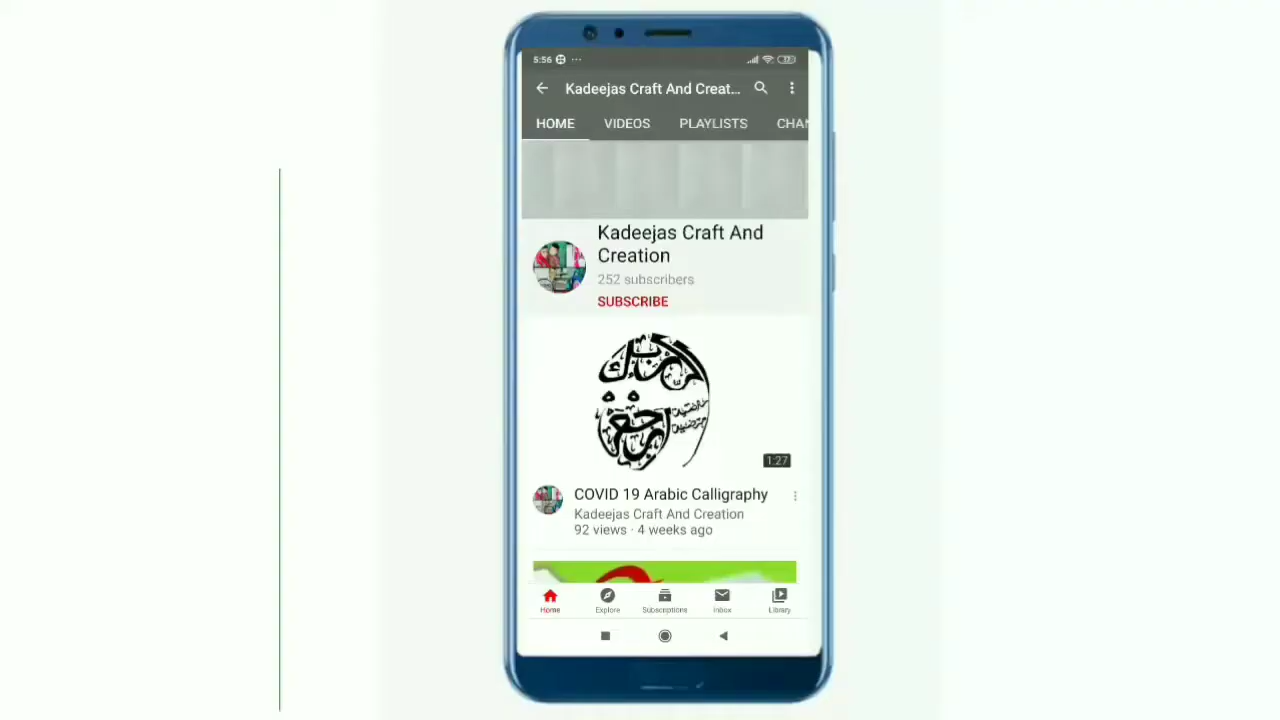 5:56
Kadeejas Craft And Creat...
HOME VIDEOS PLAYLISTS CHAN
Kadeejas Craft And
Creation
252 subscribers
SUBSCRIBE
1:27
COVID 19 Arabic Calligraphy
Kadeejas Craft And Creation
92 views · 4 weeks ago
Home Explore Subscriptions Inbox Library